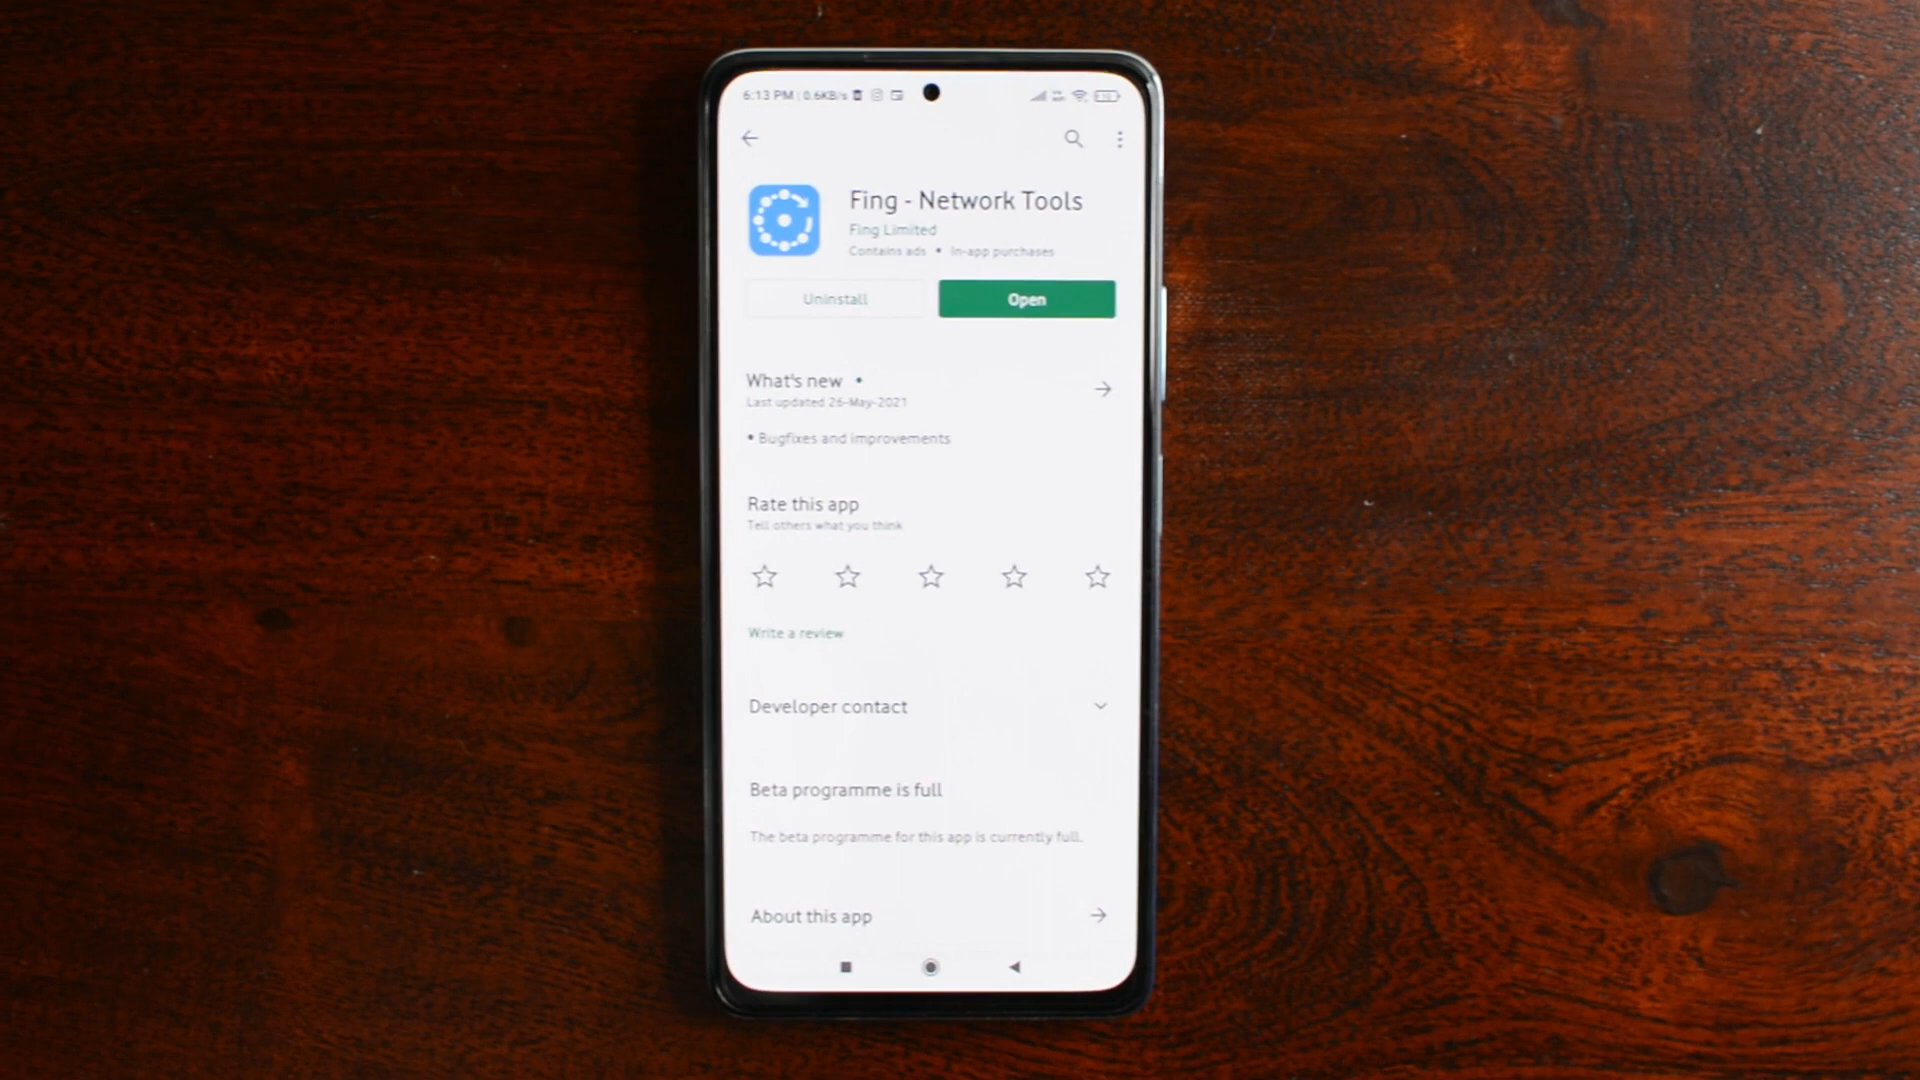 6:13 PM | 0.6KB/s
Fing - Network Tools
Fing Limited
Contains ads • In-app purchases
Uninstall
Open
What's new •
Last updated 26-May-2021
• Bugfixes and improvements
Rate this app
Tell others what you think
Write a review
Developer contact
Beta programme is full
The beta programme for this app is currently full.
About this app